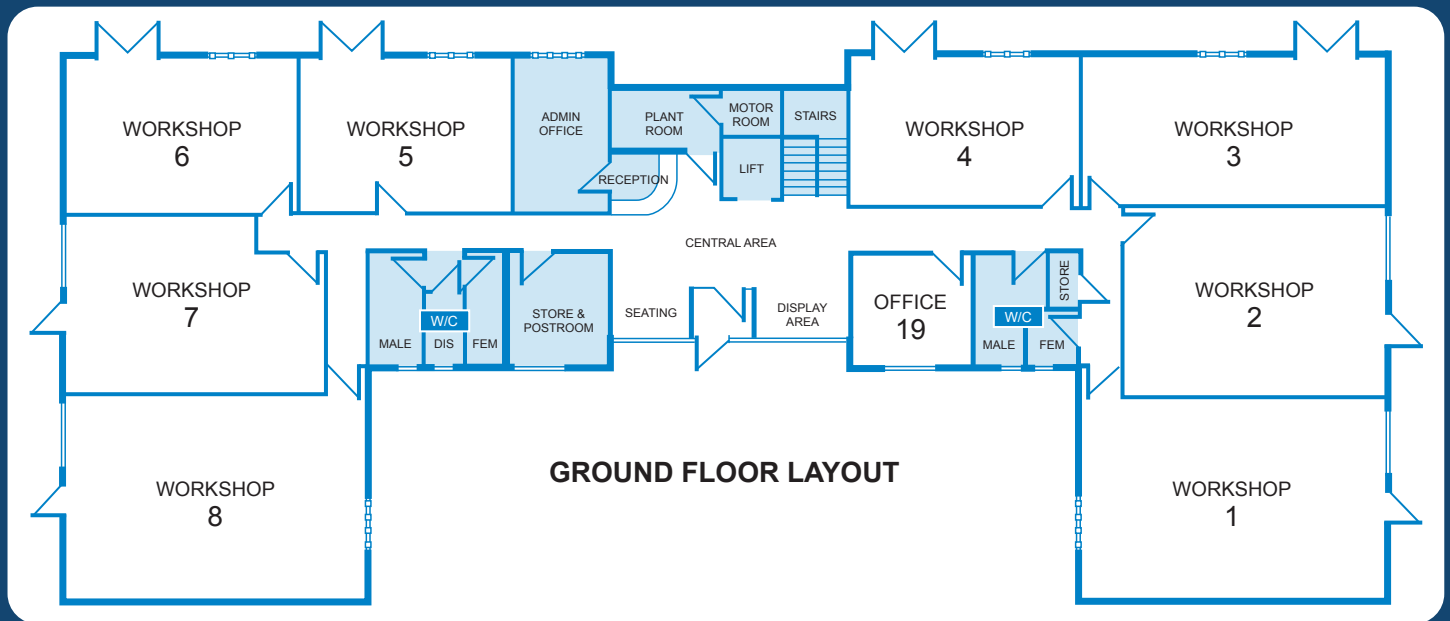 WORKSHOP
6
WORKSHOP
5
ADMIN
OFFICE
PLANT
ROOM
MOTOR
ROOM
STAIRS
RECEPTION
LIFT
WORKSHOP
4
WORKSHOP
3
CENTRAL AREA
WORKSHOP
7
W/C
MALE
DIS
FEM
STORE &
POSTROOM
SEATING
DISPLAY
AREA
OFFICE
19
W/C
MALE
FEM
STORE
WORKSHOP
2
GROUND FLOOR LAYOUT
WORKSHOP
8
WORKSHOP
1